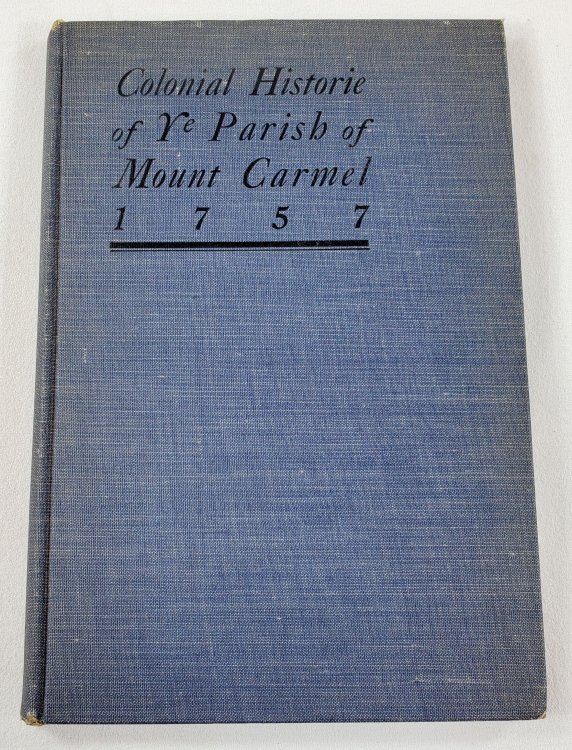 Colonial Historie
of Ye Parish of
Mount Carmel
1 7 5 7